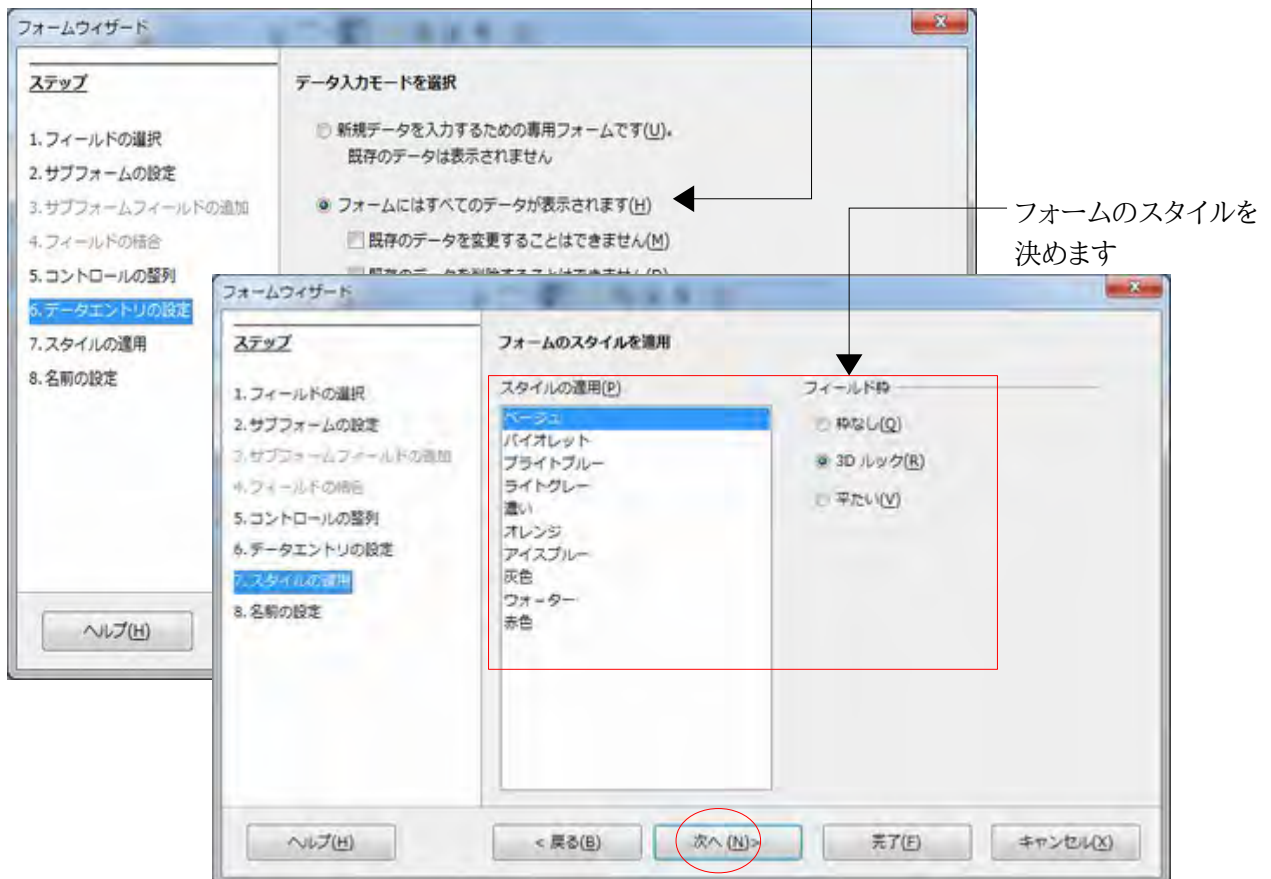 フォームウィザード
ステップ
1.フィールドの選択
2.サブフォームの設定
3.サブフォームフィールドの追加
4.フィールドの結合
5.コントロールの整列
6.データエントリの設定
7.スタイルの適用
8.名前の設定
ヘルプ(H)
データ入力モードを選択
新規データを入力するための専用フォームです(U)。
既存のデータは表示されません
フォームにはすべてのデータが表示されます(H)
既存のデータを変更することはできません(M)
フォームのスタイルを
決めます
フォームウィザード
ステップ
1.フィールドの選択
2.サブフォームの設定
3.サブフォームフィールドの追加
4.フィールドの結合
5.コントロールの整列
6.データエントリの設定
7.スタイルの適用
8.名前の設定
フォームのスタイルを適用
スタイルの適用(P)
ベージュ
バイオレット
ブライトブルー
ライトグレー
濃い
オレンジ
アイスブルー
灰色
ウォーター
赤色
フィールド枠
枠なし(Q)
3D ルック(R)
平たい(V)
ヘルプ(H)
< 戻る(B)
次へ (N)>
完了(F)
キャンセル(X)